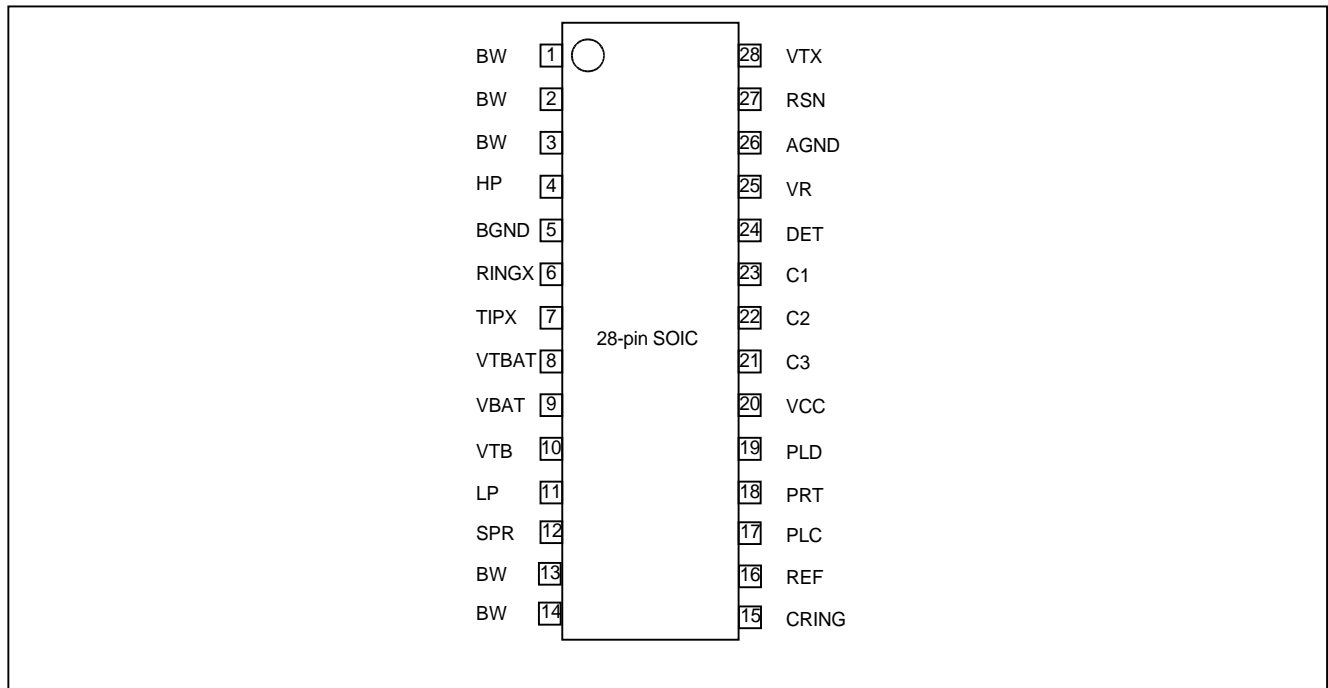 BW 1 28 VTX
BW 2 27 RSN
BW 3 26 AGND
HP 4 25 VR
BGND 5 24 DET
RINGX 6 23 C1
TIPX 7 22 C2
28-pin SOIC
VTBAT 8 21 C3
VBAT 9 20 VCC
VTB 10 19 PLD
LP 11 18 PRT
SPR 12 17 PLC
BW 13 16 REF
BW 14 15 CRING